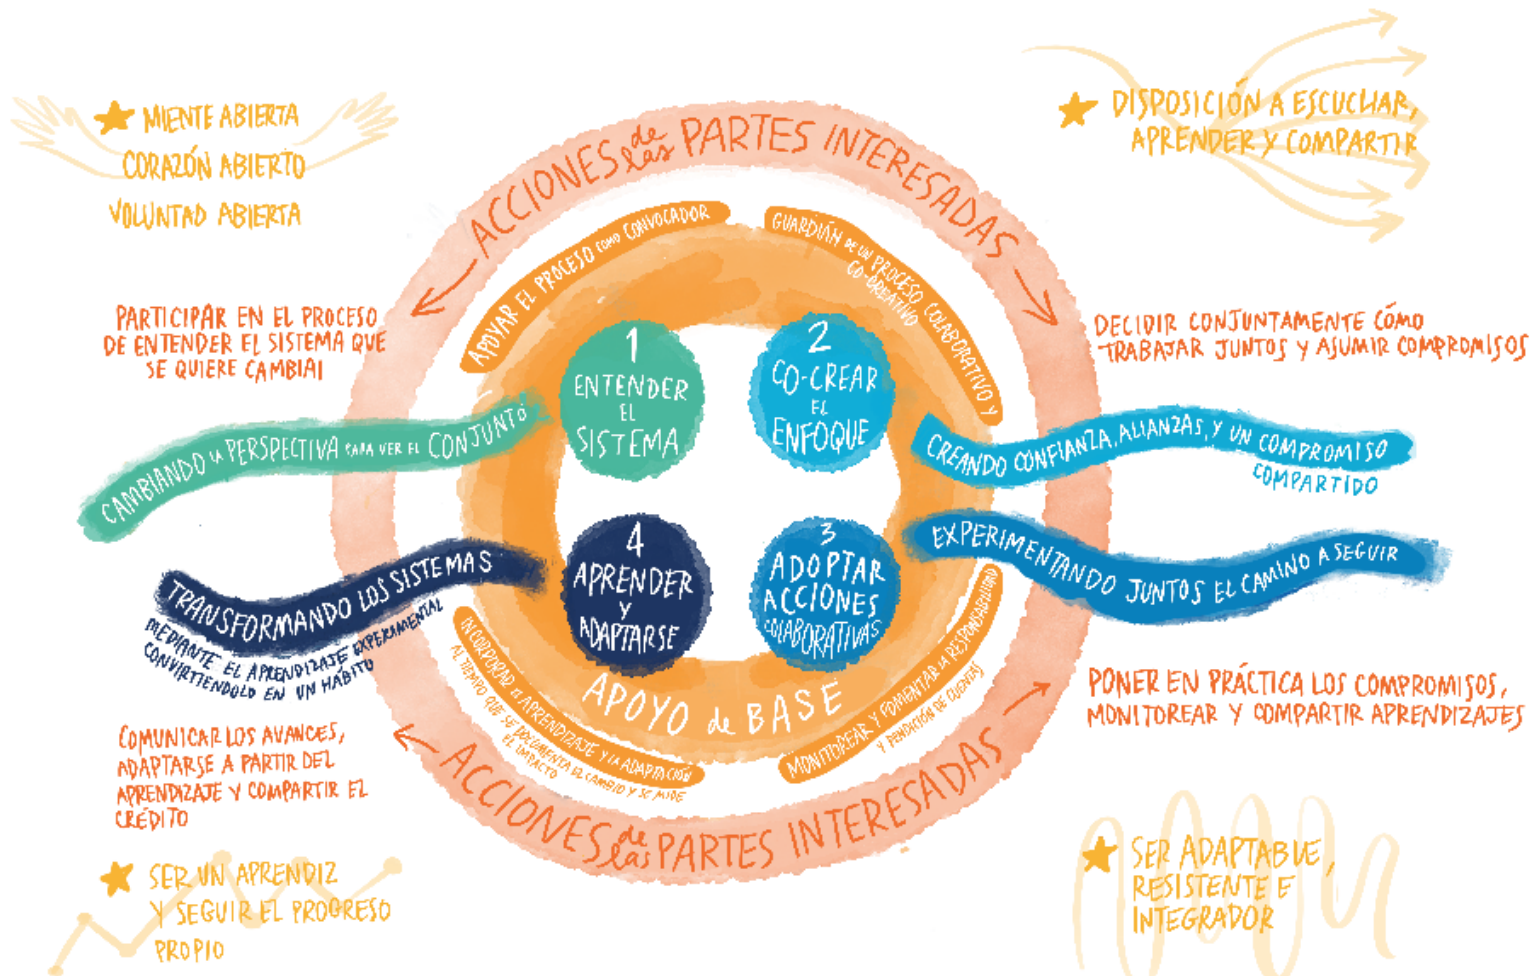 ★ MIENTE ABIERTA
CORAZÓN ABIERTO
VOLUNTAD ABIERTA
★ DISPOSICIÓN A ESCUCHAR,
APRENDER Y COMPARTIR
ACCIONES de las PARTES INTERESADAS
APOYAR EL PROCESO COMO CONVOCADOR
GUARDIÁN DE UN PROCESO COLABORATIVO Y
CO-CREATIVO
PARTICIPAR EN EL PROCESO
DE ENTENDER EL SISTEMA QUE
SE QUIERE CAMBIAI
DECIDIR CONJUNTAMENTE CÓMO
TRABAJAR JUNTOS Y ASUMIR COMPROMISOS
1
ENTENDER
EL
SISTEMA
2
CO-CREAR
EL
ENFOQUE
CAMBIANDO LA PERSPECTIVA PARA VER EL CONJUNTO
CREANDO CONFIANZA, ALIANZAS, Y UN COMPROMISO
COMPARTIDO
4
APRENDER
Y
ADAPTARSE
3
ADOPTAR
ACCIONES
COLABORATIVAS
TRANSFORMANDO LOS SISTEMAS
MEDIANTE EL APRENDIZAJE EXPERIMENTAL
CONVIRTIENDOLO EN UN HÁBITO
EXPERIMENTANDO JUNTOS EL CAMINO A SEGUIR
APOYO de BASE
INCORPORAR EL APRENDIZAJE Y LA ADAPTACIÓN
AL TIEMPO QUE SE DOCUMENTA EL CAMBIO Y SE MIDE
EL IMPACTO
MONITOREAR Y FOMENTAR LA RESPONSABILIDAD
Y RENDICIÓN DE CUENTAS
COMUNICAR LOS AVANCES,
ADAPTARSE A PARTIR DEL
APRENDIZAJE Y COMPARTIR EL
CRÉDITO
PONER EN PRÁCTICA LOS COMPROMISOS,
MONITOREAR Y COMPARTIR APRENDIZAJES
ACCIONES de las PARTES INTERESADAS
★ SER UN APRENDIZ
Y SEGUIR EL PROGRESO
PROPIO
★ SER ADAPTABLE,
RESISTENTE E
INTEGRADOR